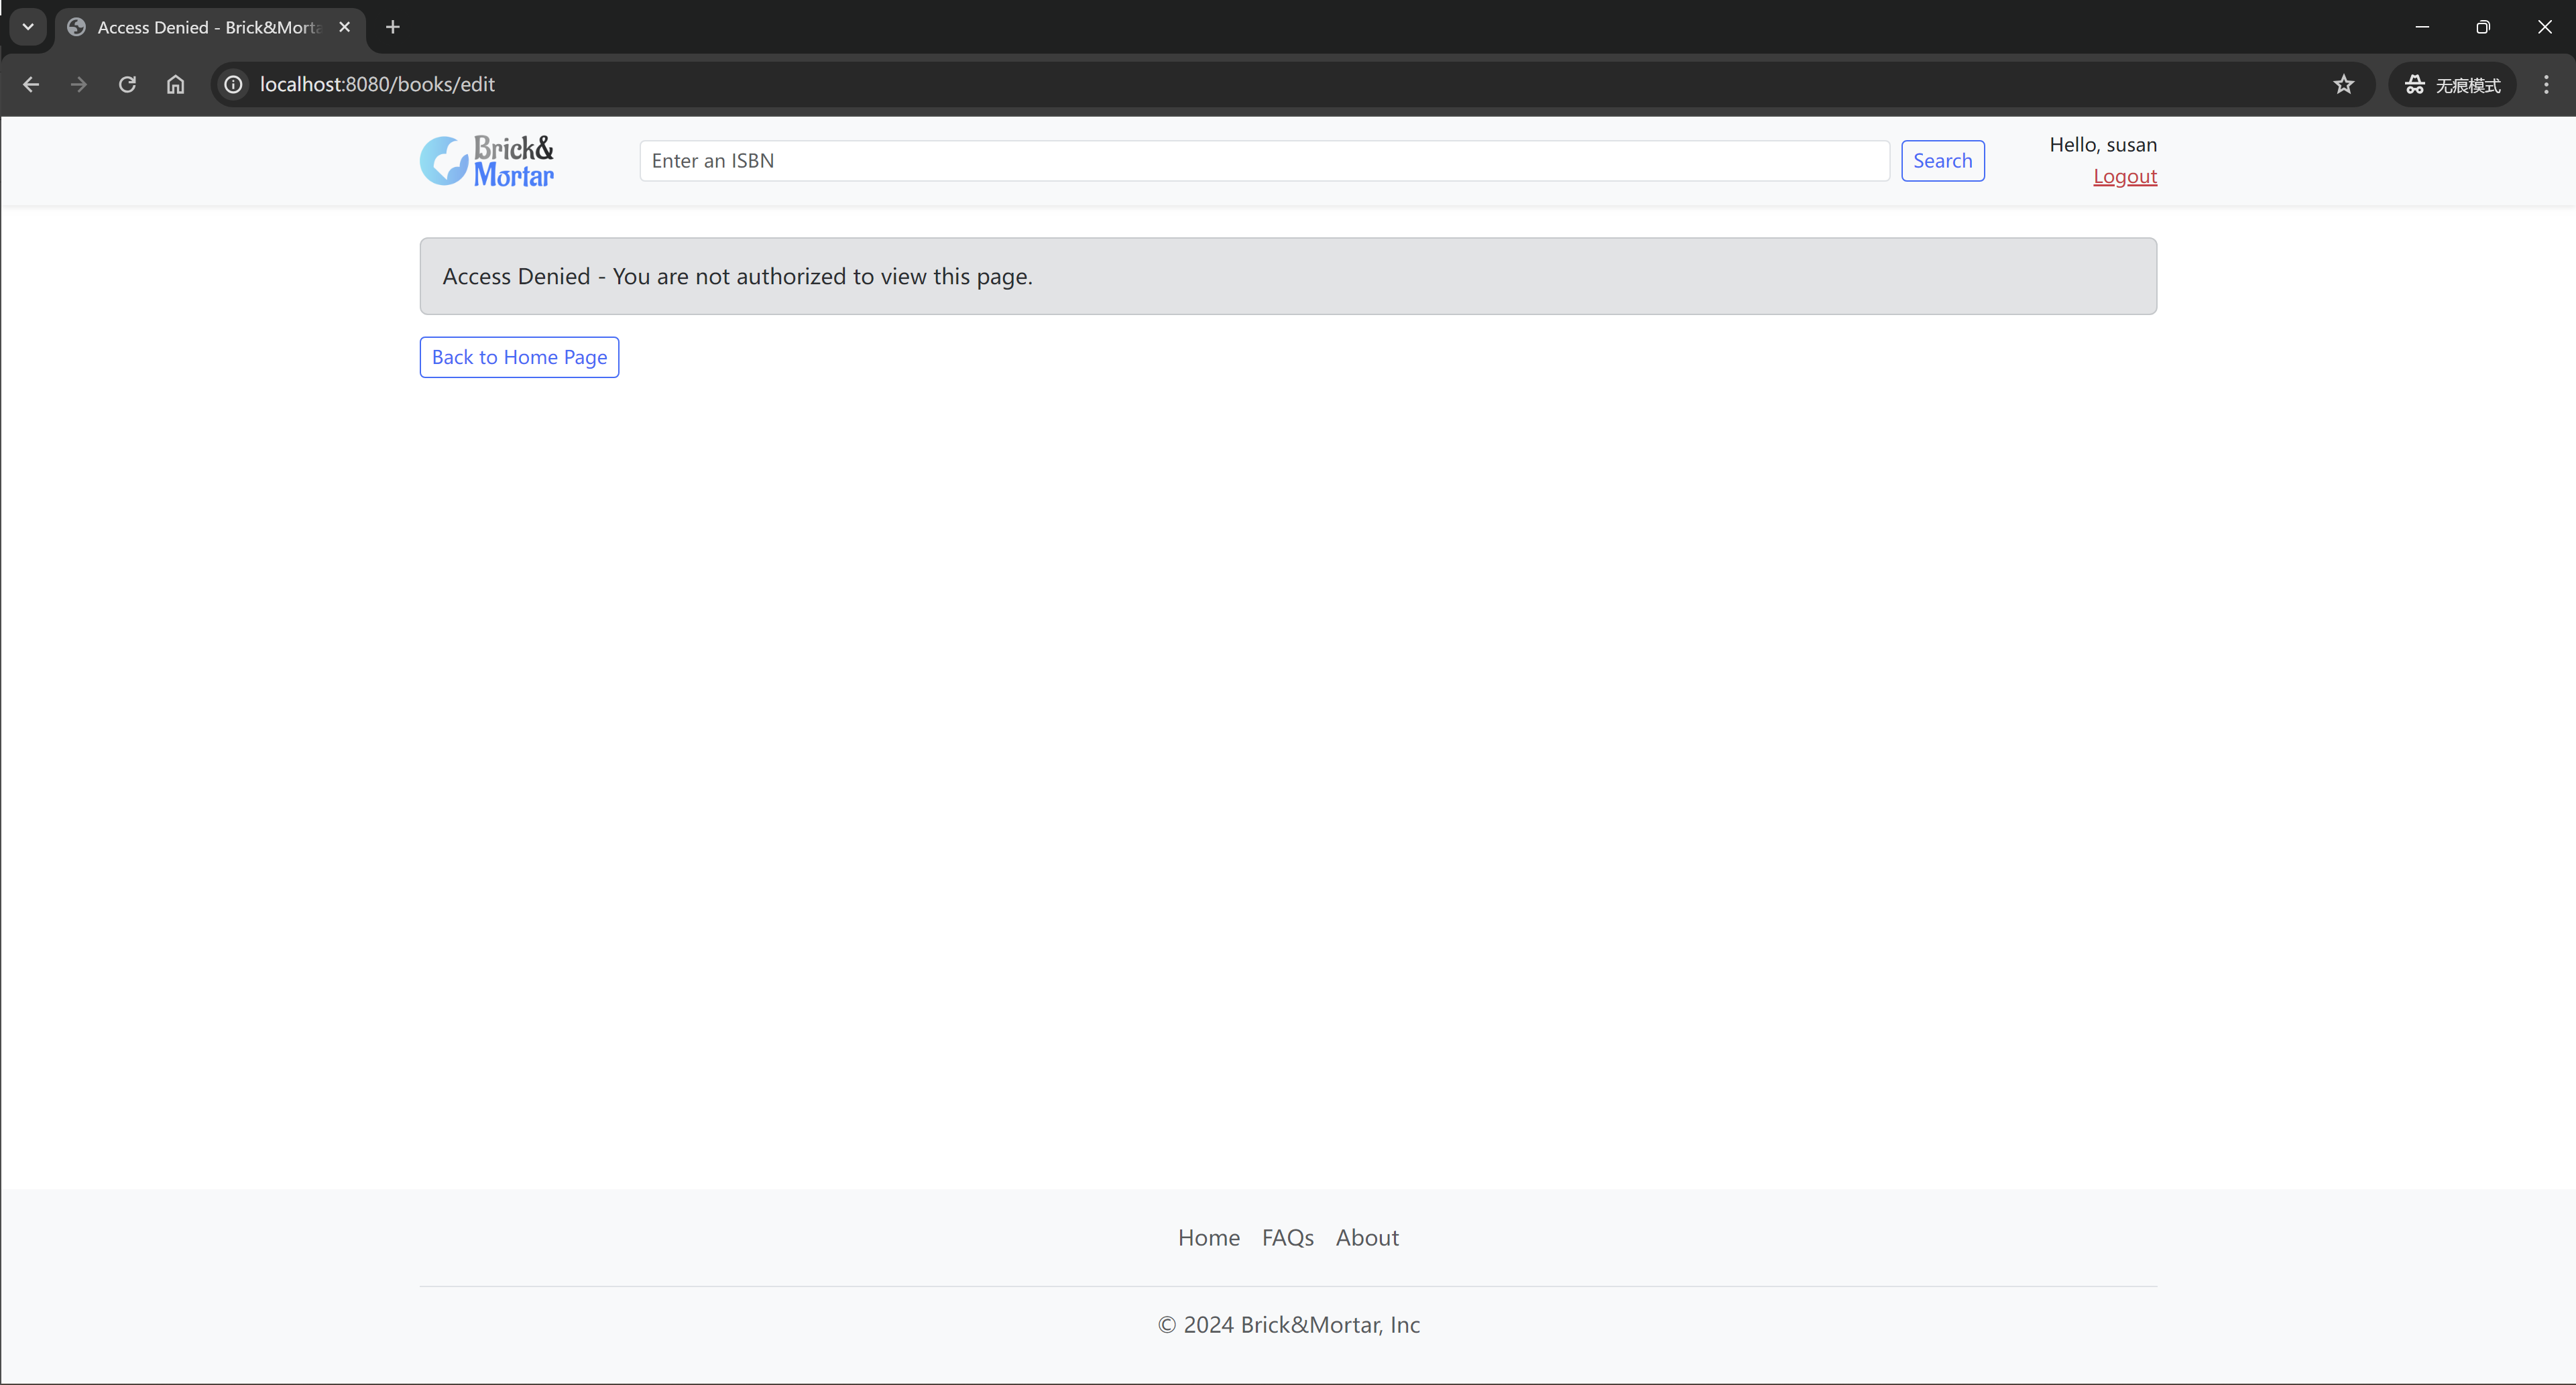 Access Denied - Brick&Morta
localhost:8080/books/edit
无痕模式
Brick&
Mortar
Enter an ISBN
Search
Hello, susan
Logout
Access Denied - You are not authorized to view this page.
Back to Home Page
Home FAQs About
© 2024 Brick&Mortar, Inc